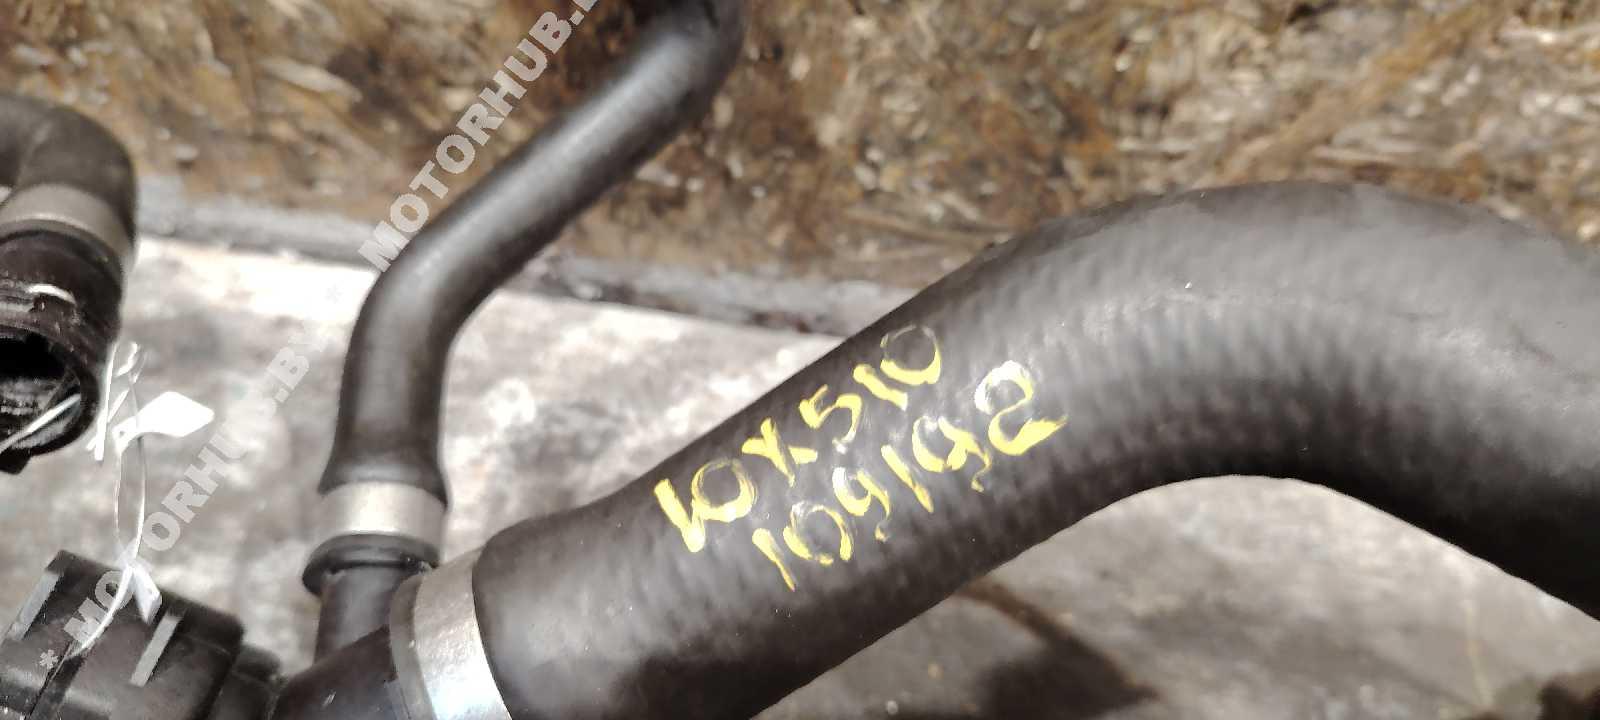 MOTORHUB.B
* MOTORHUB.BY *
10X510
109192